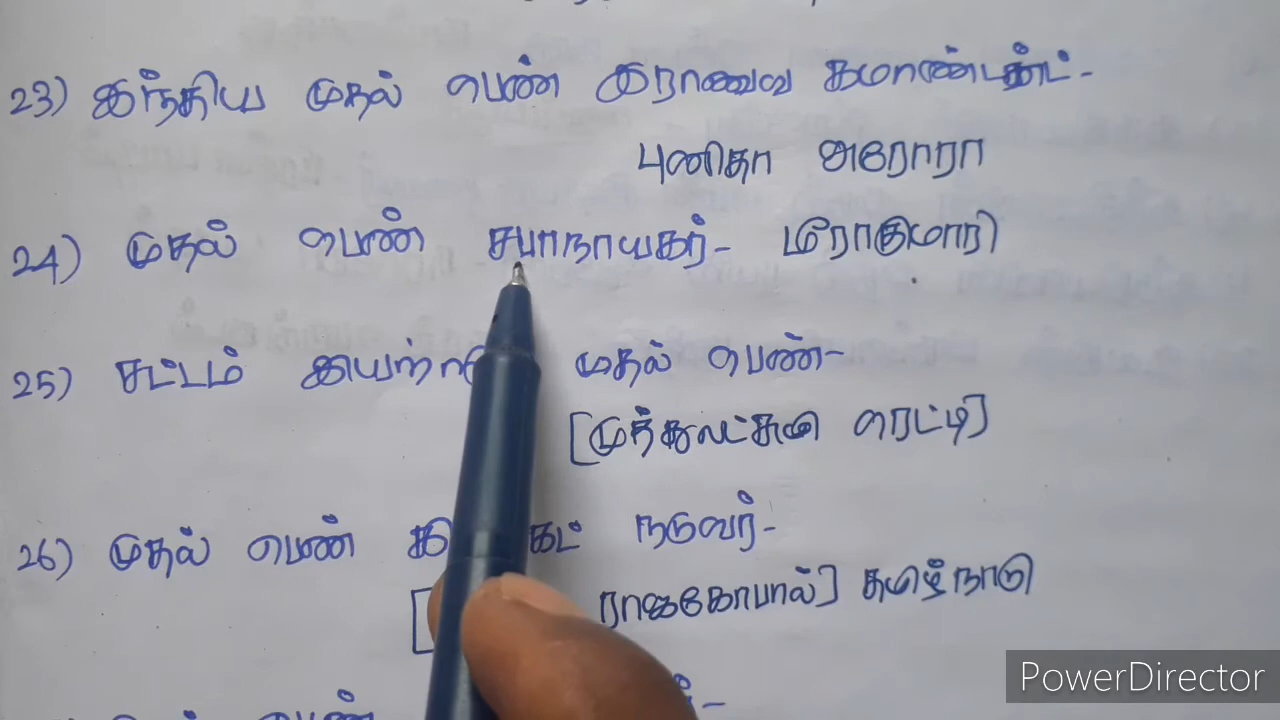 23) இந்திய முதல் பெண் இராணுவ கமாண்டன்ட் -
புனிதா அரோரா
24) முதல் பெண் சபாநாயகர் - மீராகுமாரி
25) சட்டம் இயற்றிய முதல் பெண் -
[முத்துலட்சுமி ரெட்டி]
26) முதல் பெண் நடுவர் -
[ ராஜகோபால்] தமிழ்நாடு
PowerDirector